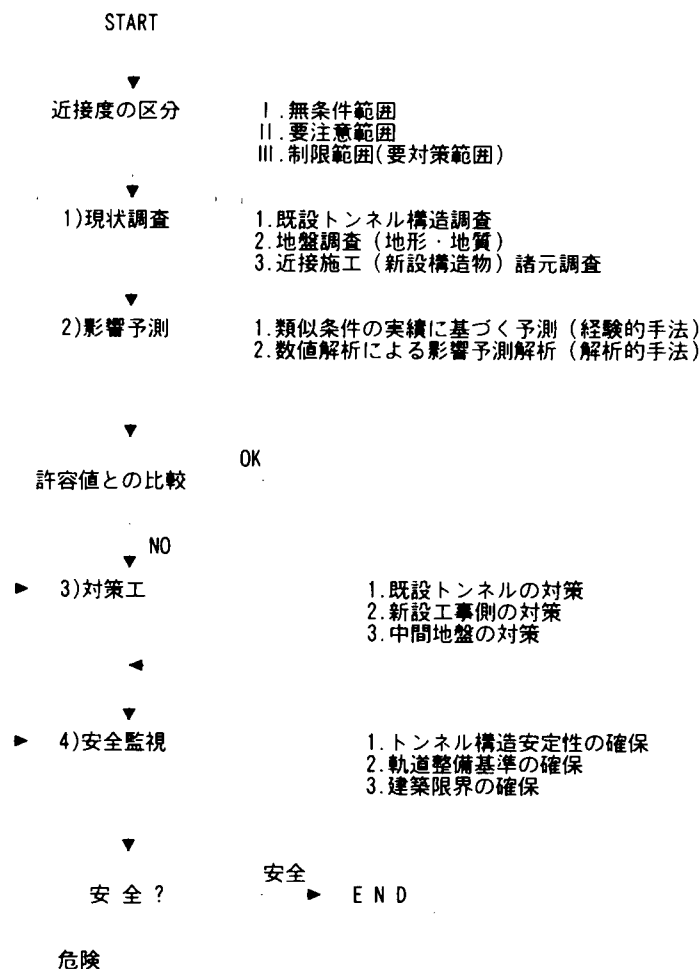 START
近接度の区分
Ⅰ.無条件範囲
Ⅱ.要注意範囲
Ⅲ.制限範囲(要対策範囲)
1)現状調査
1.既設トンネル構造調査
2.地盤調査(地形・地質)
3.近接施工(新設構造物)諸元調査
2)影響予測
1.類似条件の実績に基づく予測(経験的手法)
2.数値解析による影響予測解析(解析的手法)
OK
許容値との比較
NO
3)対策工
1.既設トンネルの対策
2.新設工事側の対策
3.中間地盤の対策
4)安全監視
1.トンネル構造安定性の確保
2.軌道整備基準の確保
3.建築限界の確保
安全
安 全 ?
E N D
危険